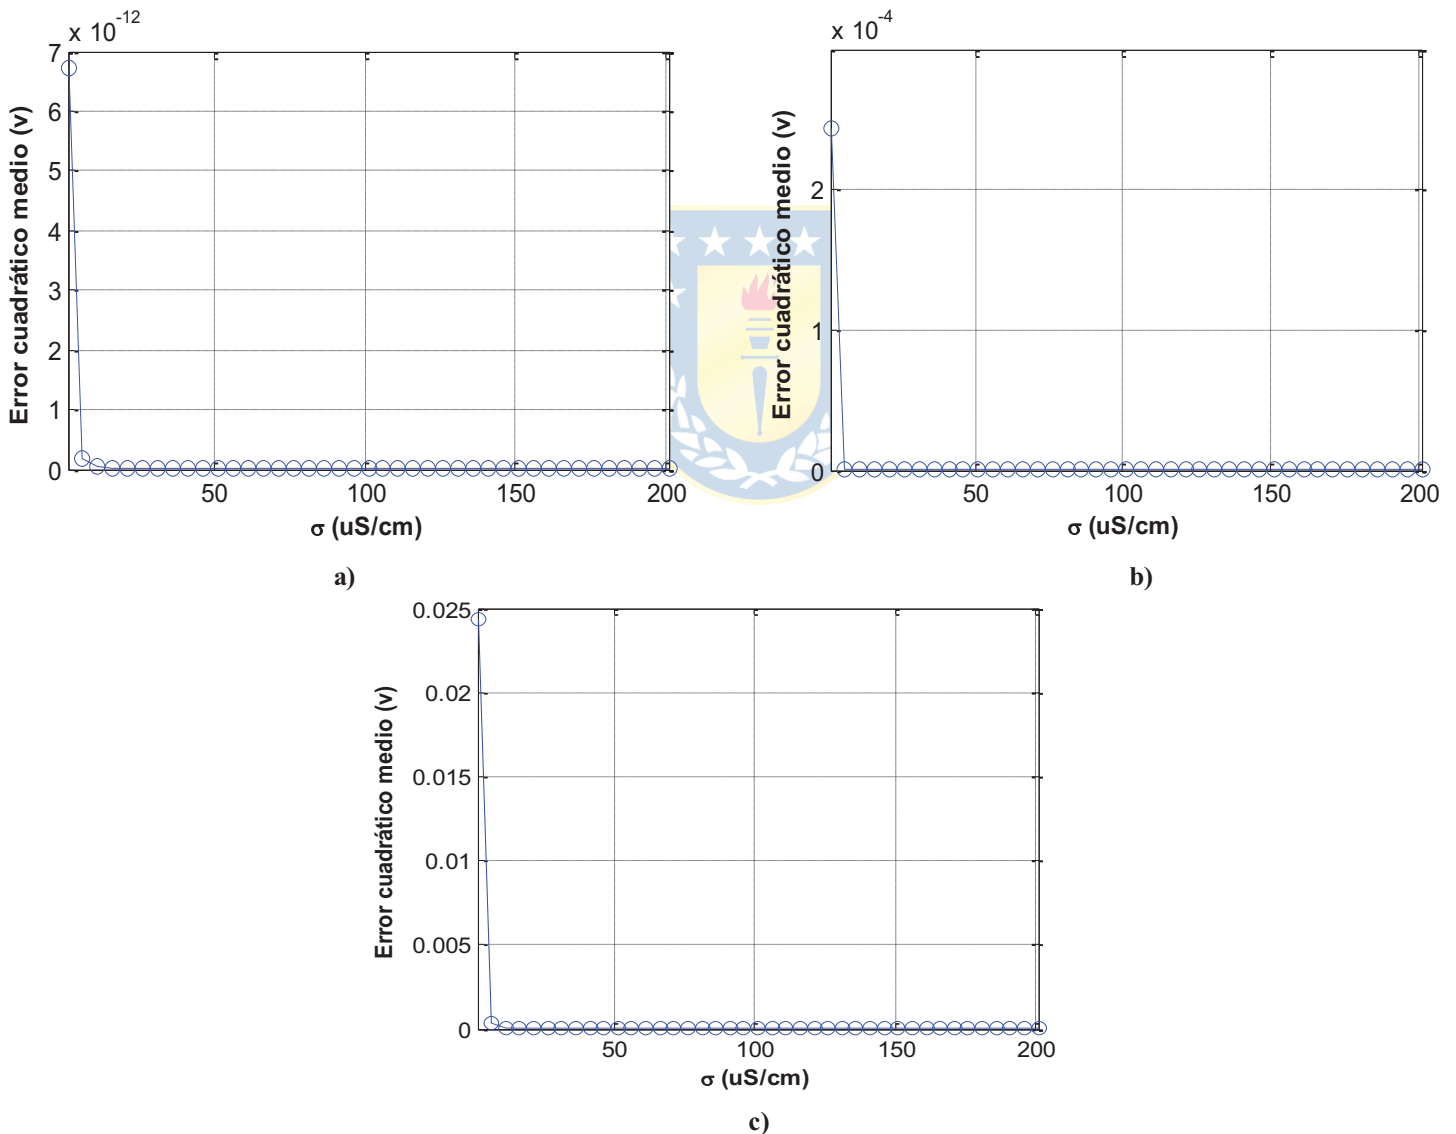 x 10-12
7
6
5
4
3
2
1
0
Error cuadrático medio (v)
50 100 150 200
σ (uS/cm)
a)
x 10-4
2
1
0
Error cuadrático medio (v)
50 100 150 200
σ (uS/cm)
b)
0.025
0.02
0.015
0.01
0.005
0
Error cuadrático medio (v)
50 100 150 200
σ (uS/cm)
c)